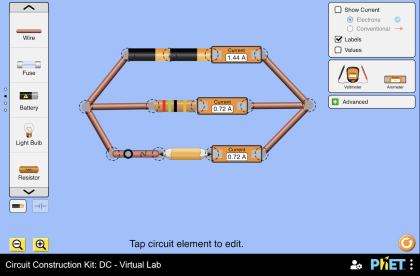 Wire
Fuse
Battery
Light Bulb
Resistor
Current
1.44 A
Current
0.72 A
Current
0.72 A
Show Current
Electrons
Conventional
Labels
Values
Voltmeter
Ammeter
Advanced
Tap circuit element to edit.
Circuit Construction Kit: DC - Virtual Lab
PhET